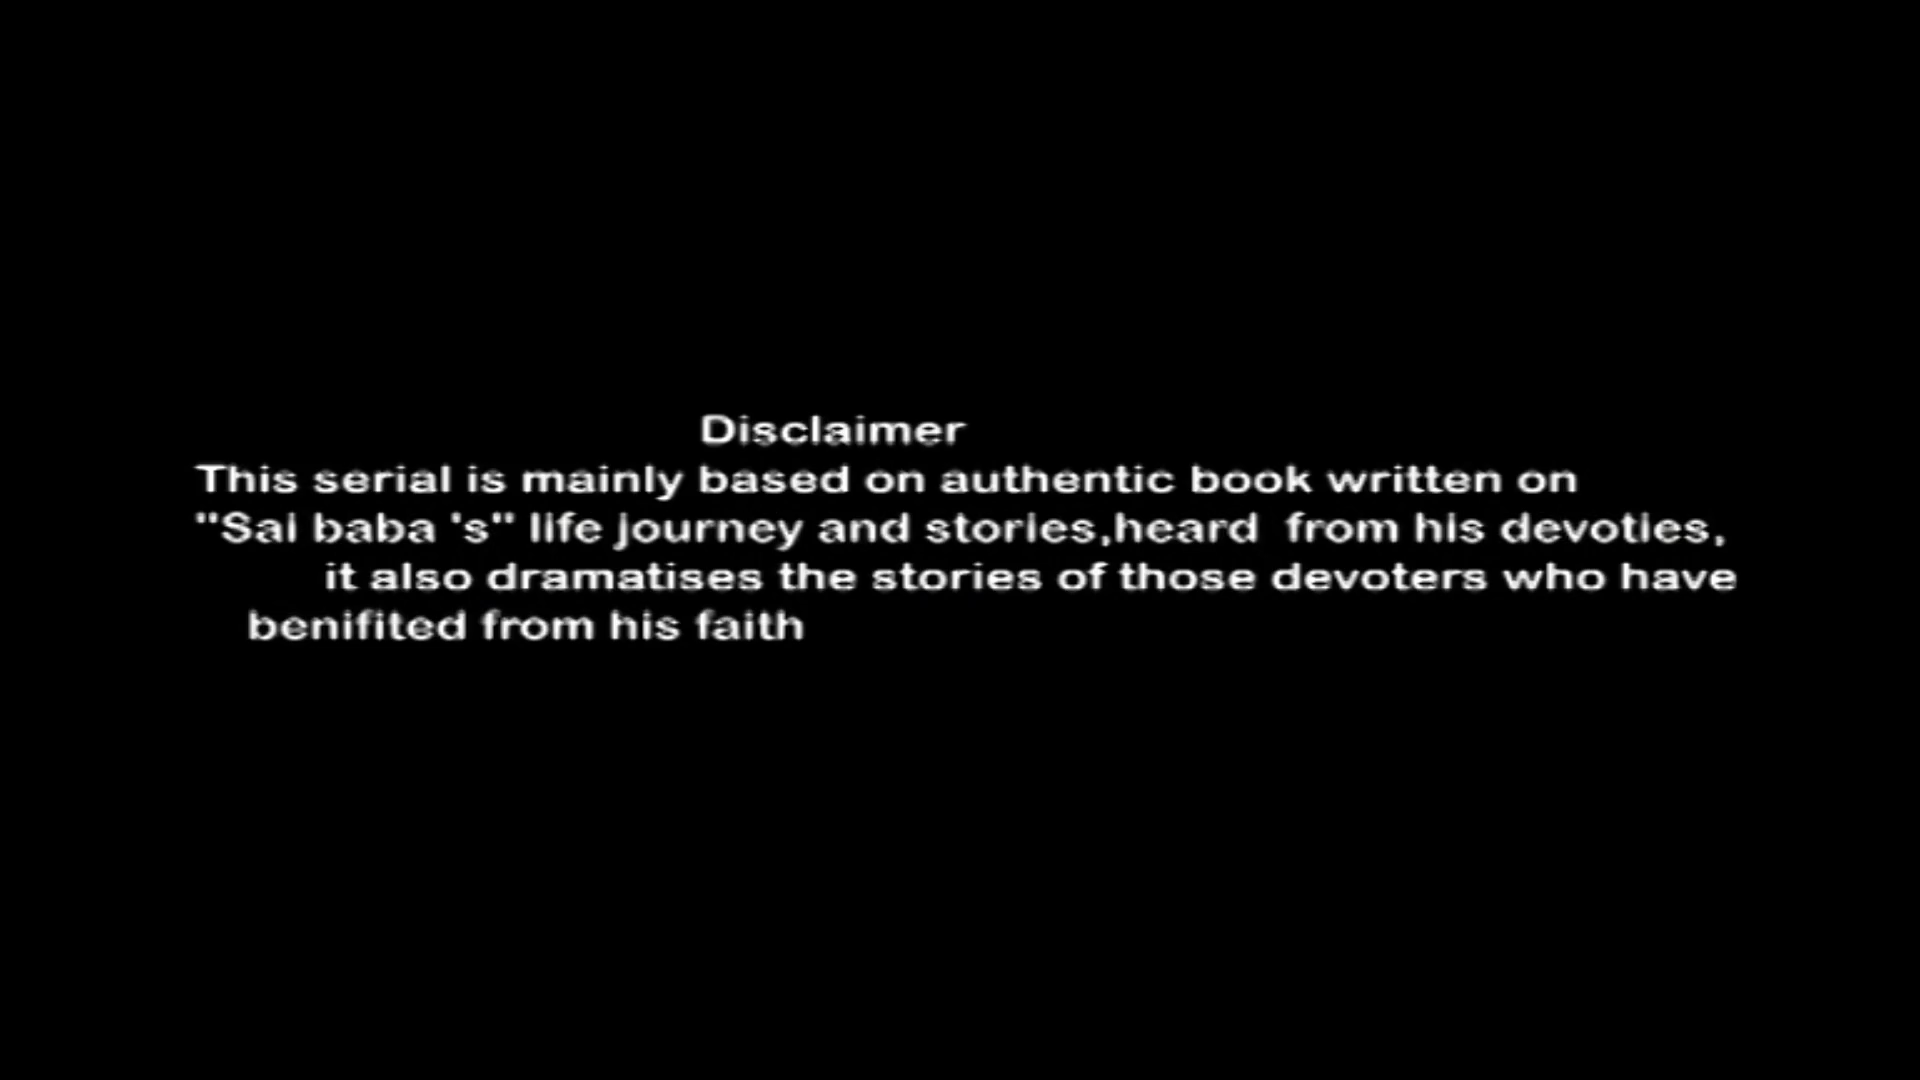 Disclaimer
This serial is mainly based on authentic book written on
"Sai baba 's" life journey and stories,heard  from his devoties,
it also dramatises the stories of those devoters who have
benifited from his faith